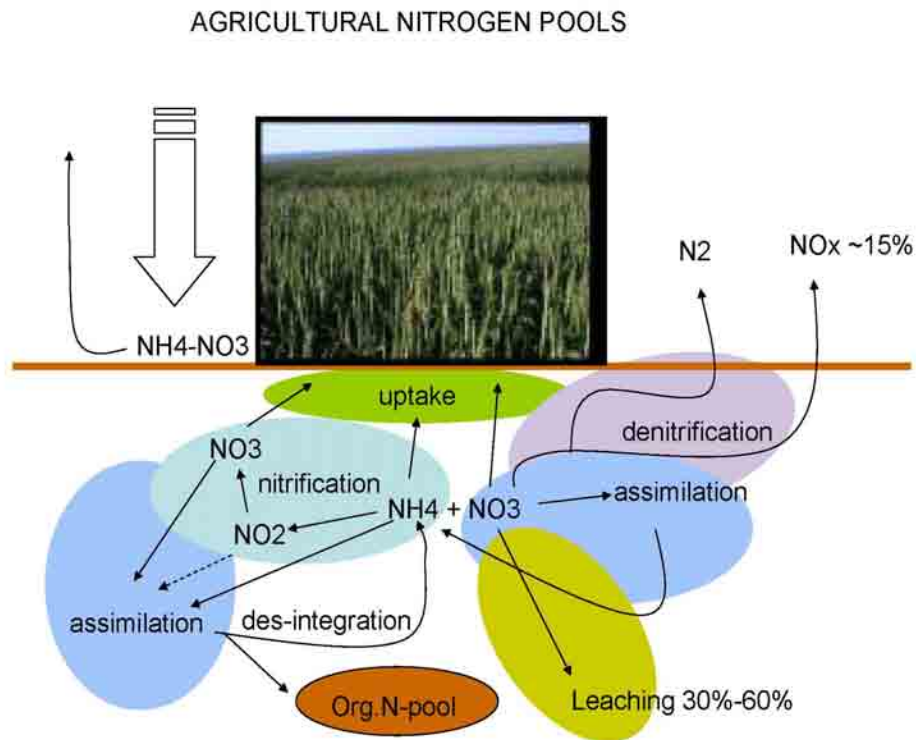 AGRICULTURAL NITROGEN POOLS
N2
NOx ~15%
NH4-NO3
uptake
denitrification
NO3
nitrification
assimilation
NH4 + NO3
NO2
assimilation
des-integration
Org.N-pool
Leaching 30%-60%